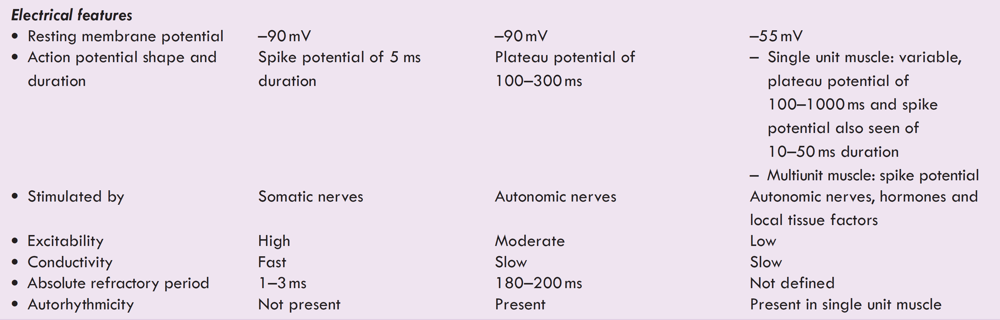 Electrical features
• Resting membrane potential –90 mV –90 mV –55 mV
• Action potential shape and Spike potential of 5 ms Plateau potential of – Single unit muscle: variable,
duration duration 100–300 ms plateau potential of
100–1000 ms and spike
potential also seen of
10–50 ms duration
– Multiunit muscle: spike potential
• Stimulated by Somatic nerves Autonomic nerves Autonomic nerves, hormones and
local tissue factors
• Excitability High Moderate Low
• Conductivity Fast Slow Slow
• Absolute refractory period 1–3 ms 180–200 ms Not defined
• Autorhythmicity Not present Present Present in single unit muscle